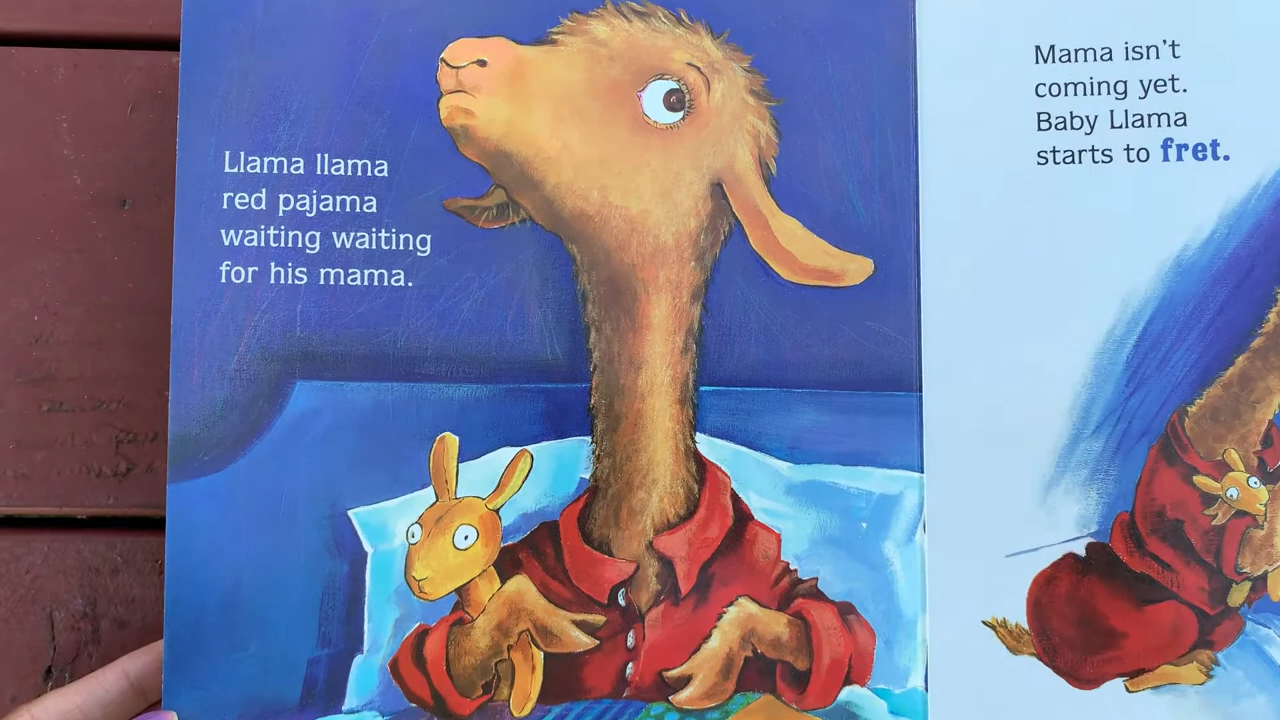 Llama llama
red pajama
waiting waiting
for his mama.
Mama isn't
coming yet.
Baby Llama
starts to fret.